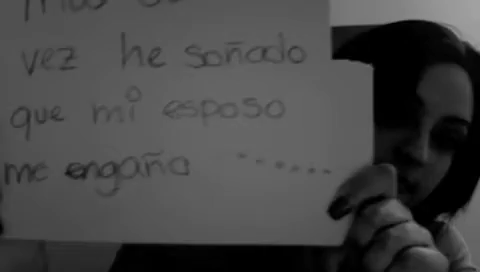 vez he soñado
que mi esposo
me engaña ......